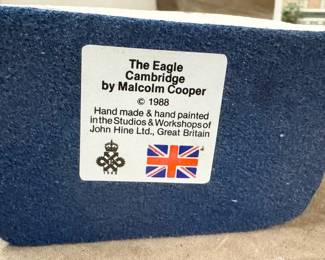 The Eagle
Cambridge
by Malcolm Cooper
© 1988
Hand made & hand painted
in the Studios & Workshops of
John Hine Ltd., Great Britain